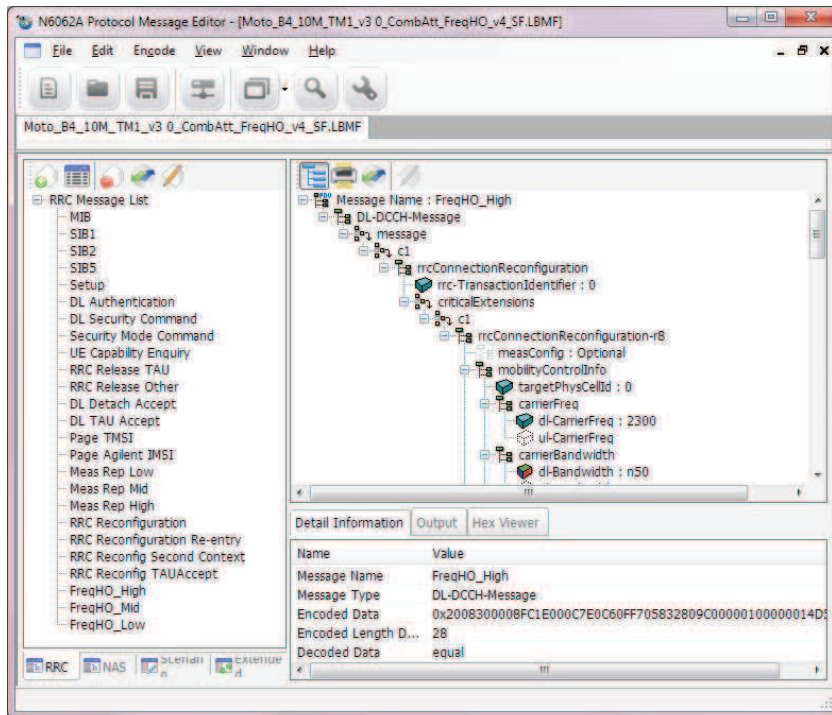 N6062A Protocol Message Editor - [Moto_B4_10M_TM1_v3 0_CombAtt_FreqHO_v4_SF.LBMF]
File Edit Encode View Window Help
Moto_B4_10M_TM1_v3 0_CombAtt_FreqHO_v4_SF.LBMF
RRC Message List
MIB
SIB1
SIB2
SIB5
Setup
DL Authentication
DL Security Command
Security Mode Command
UE Capability Enquiry
RRC Release TAU
RRC Release Other
DL Detach Accept
DL TAU Accept
Page TMSI
Page Agilent IMSI
Meas Rep Low
Meas Rep Mid
Meas Rep High
RRC Reconfiguration
RRC Reconfiguration Re-entry
RRC Reconfig Second Context
RRC Reconfig TAUAccept
FreqHO_High
FreqHO_Mid
FreqHO_Low
RRC NAS Scenario Extended
Message Name : FreqHO_High
DL-DCCH-Message
message
c1
rrcConnectionReconfiguration
rrc-TransactionIdentifier : 0
criticalExtensions
c1
rrcConnectionReconfiguration-r8
measConfig : Optional
mobilityControlInfo
targetPhysCellId : 0
carrierFreq
dl-CarrierFreq : 2300
ul-CarrierFreq
carrierBandwidth
dl-Bandwidth : n50
Detail Information Output Hex Viewer
Name Value
Message Name FreqHO_High
Message Type DL-DCCH-Message
Encoded Data 0x2008300008FC1E000C7E0C60FF705832809C00000100000014D5
Encoded Length D... 28
Decoded Data equal